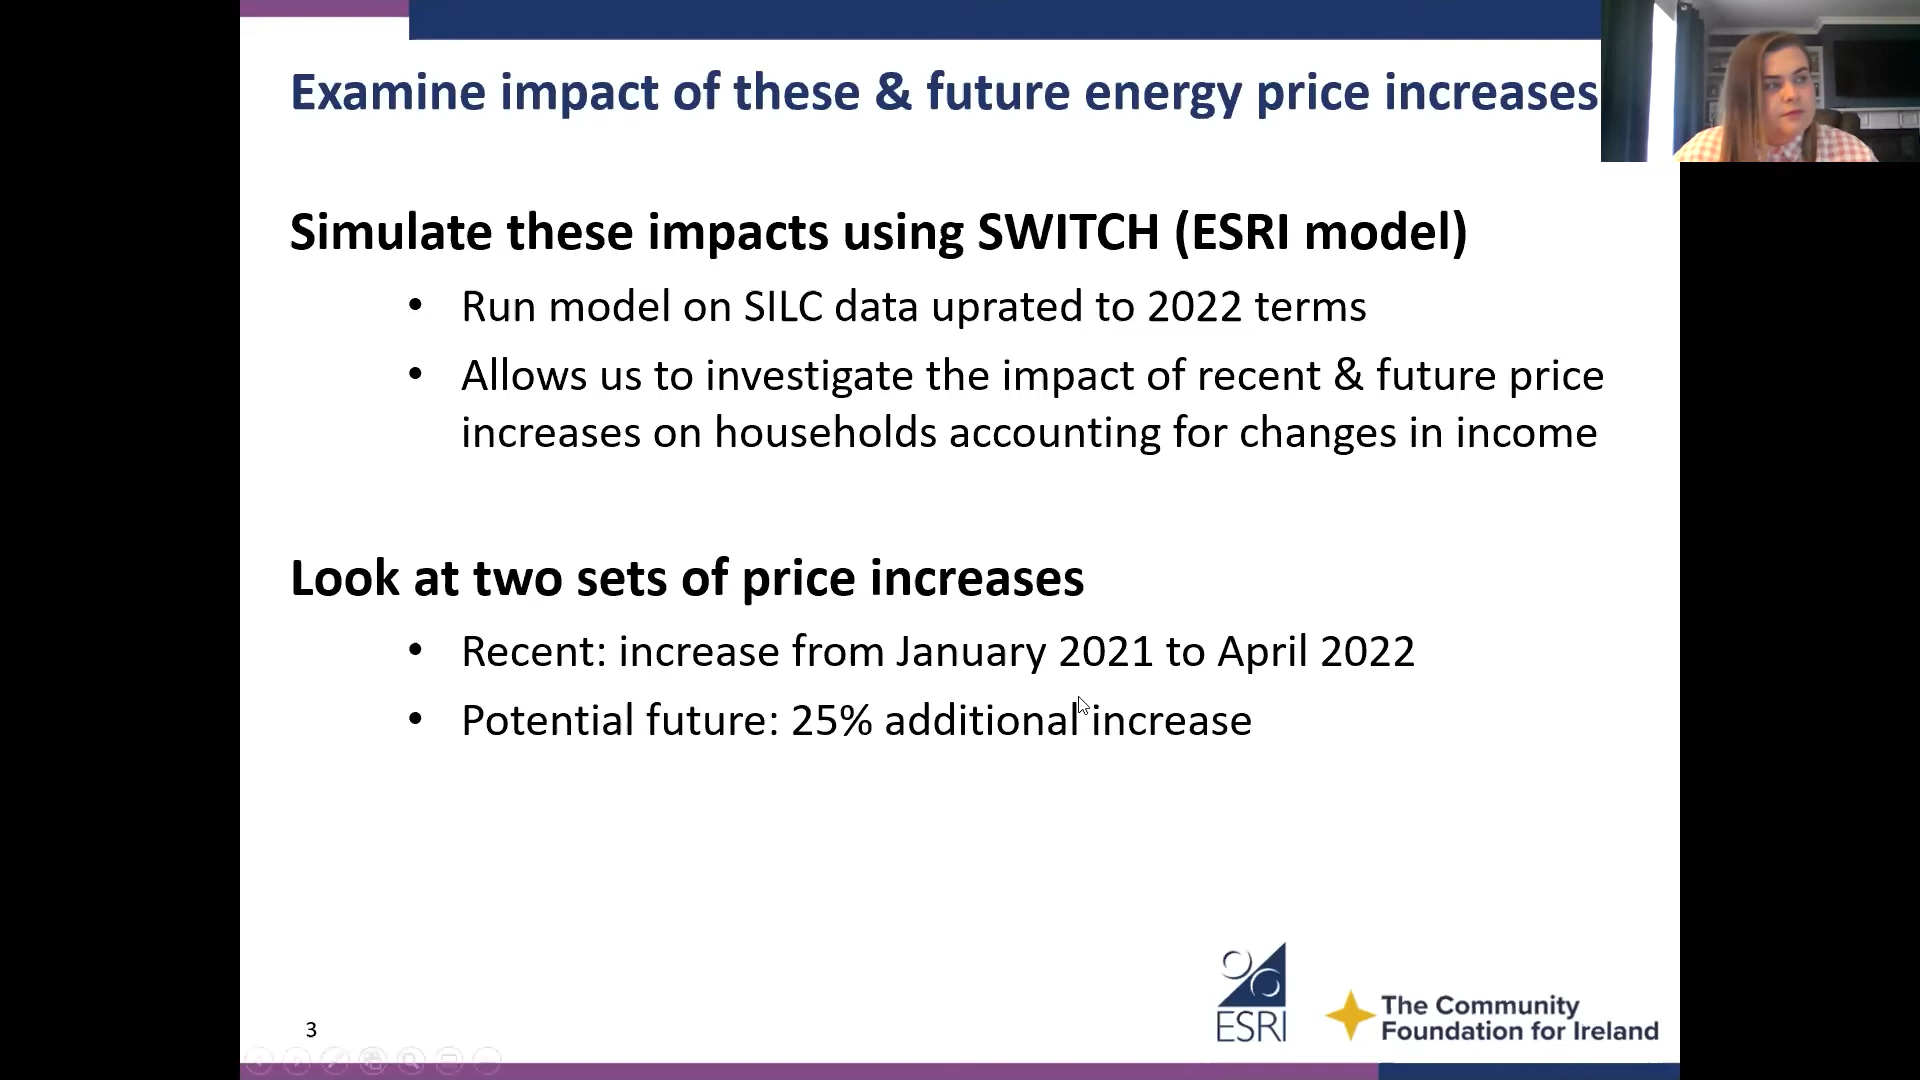 Examine impact of these & future energy price increases
Simulate these impacts using SWITCH (ESRI model)
• Run model on SILC data uprated to 2022 terms
• Allows us to investigate the impact of recent & future price
increases on households accounting for changes in income
Look at two sets of price increases
• Recent: increase from January 2021 to April 2022
• Potential future: 25% additional increase
ESRI
The Community
Foundation for Ireland
3